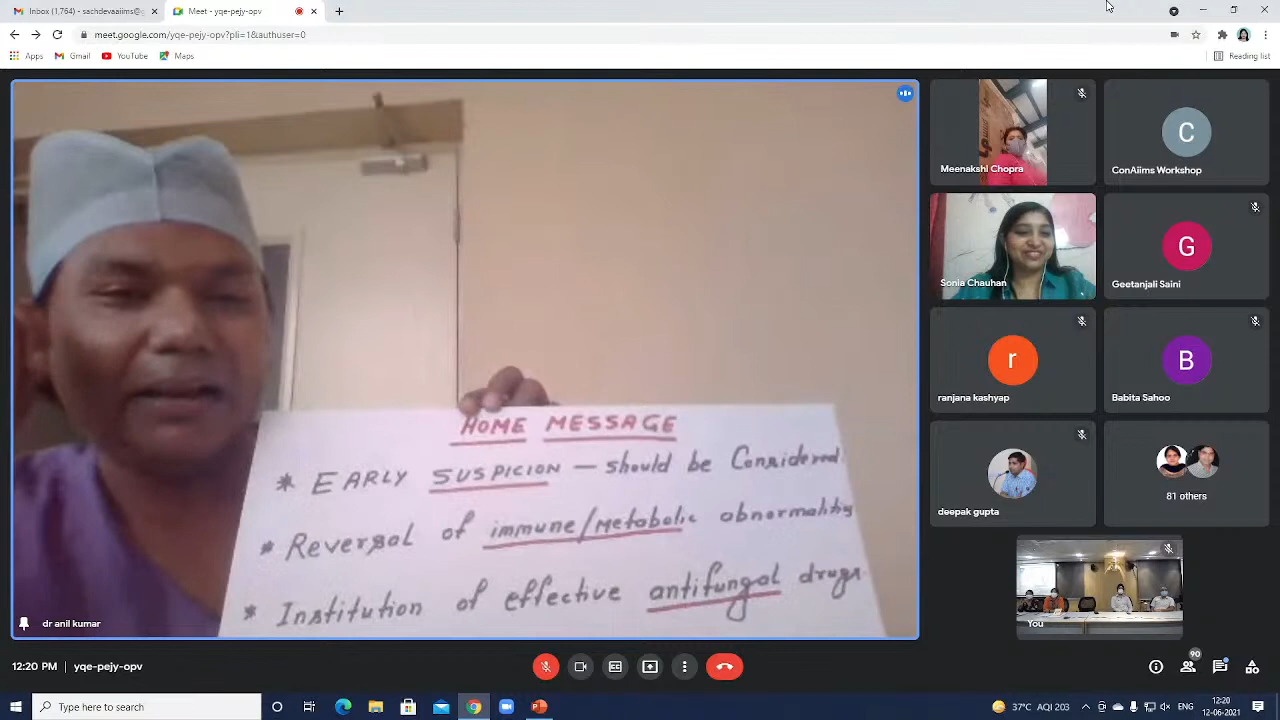 Inbox (1,764) - sachdevaaiims@g
Meet - yqe-pejy-opv
meet.google.com/yqe-pejy-opv?pli=1&authuser=0
Apps
Gmail
YouTube
Maps
Reading list
HOME MESSAGE
* EARLY SUSPICION – Should be Considered.
* Reversal of immune/Metabolic abnormality
* Institution of effective antifungal drugs
dr anil kumar
Meenakshi Chopra
C
ConAiims Workshop
Sonia Chauhan
G
Geetanjali Saini
r
ranjana kashyap
B
Babita Sahoo
deepak gupta
81 others
You
12:20 PM | yqe-pejy-opv
90
Type here to search
37°C AQI 203
12:20
12-06-2021